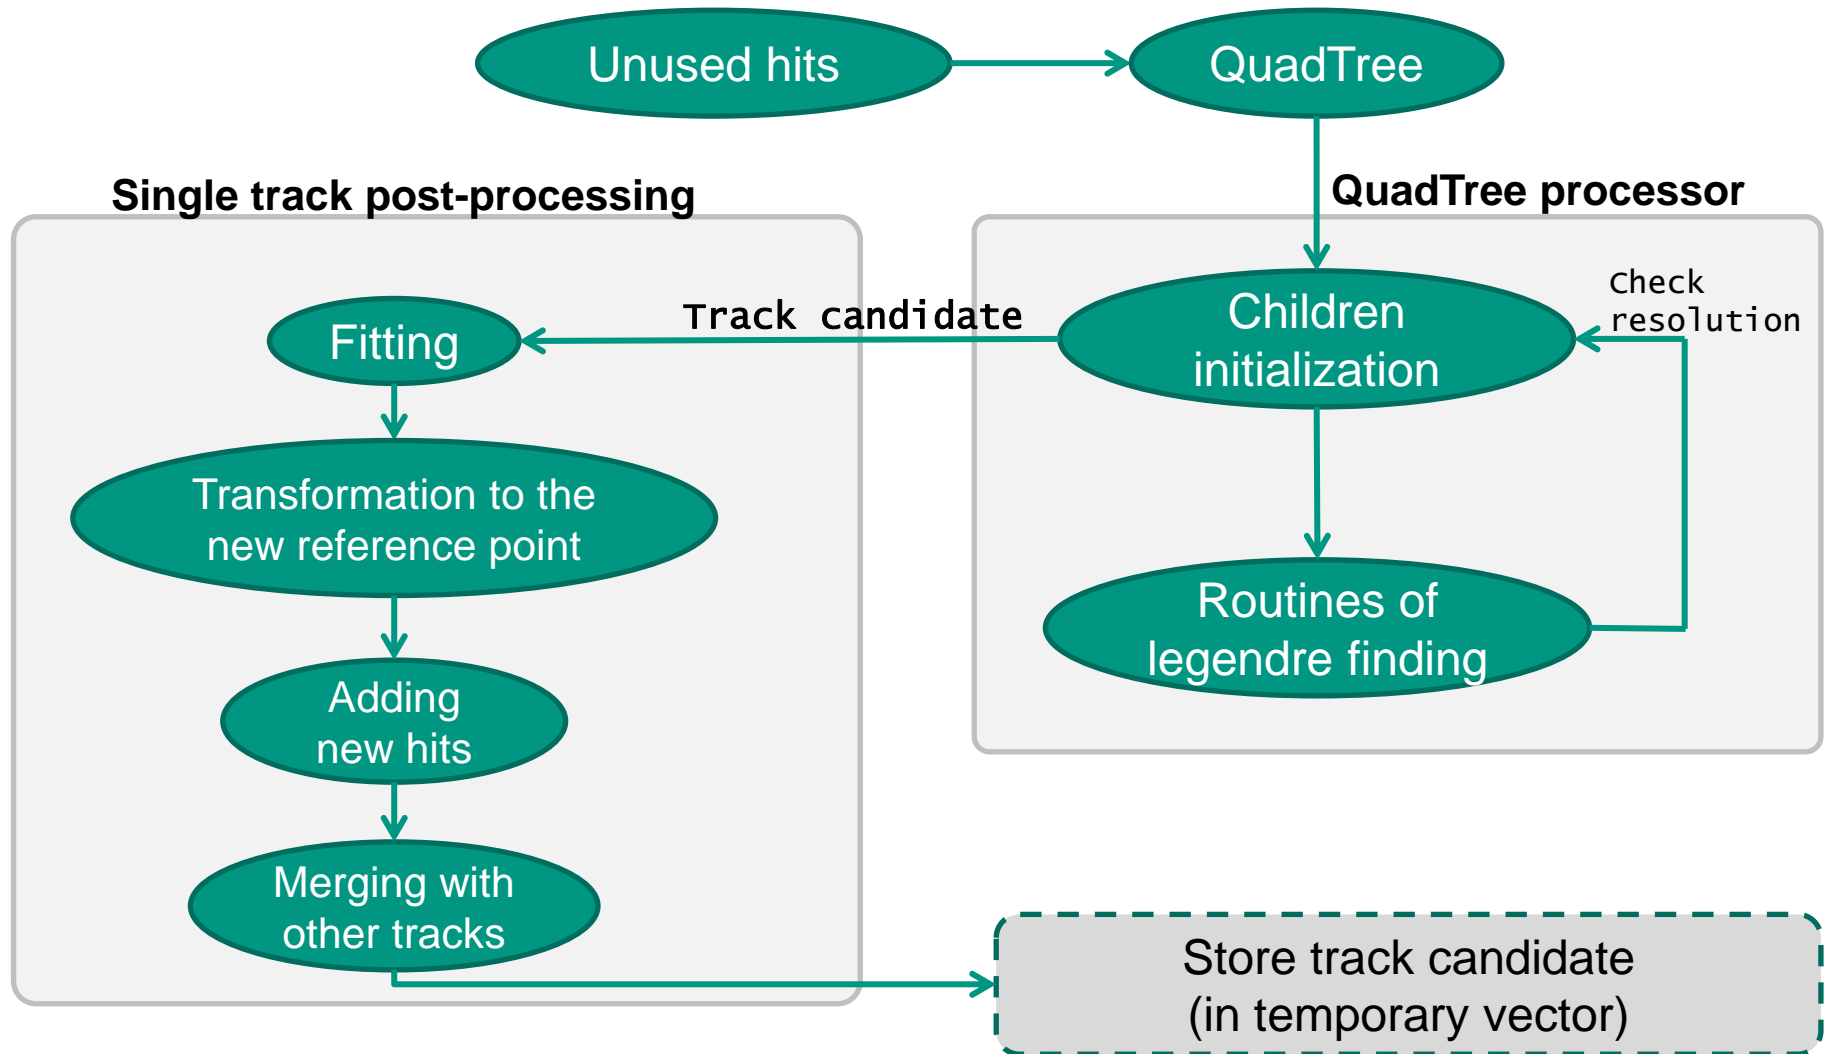 Unused hits
QuadTree
Single track post-processing
QuadTree processor
Check
resolution
Track candidate
Children
initialization
Fitting
Transformation to the
new reference point
Routines of
legendre finding
Adding
new hits
Merging with
other tracks
Store track candidate
(in temporary vector)